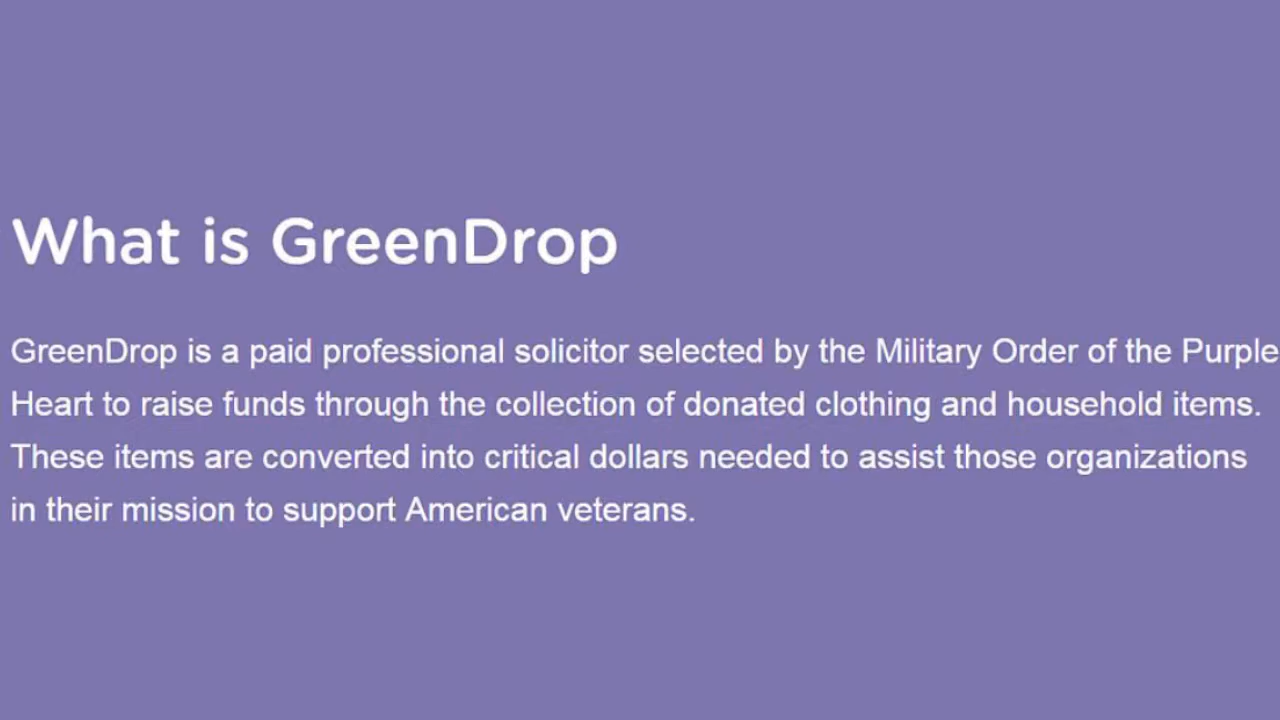 What is GreenDrop
GreenDrop is a paid professional solicitor selected by the Military Order of the Purple
Heart to raise funds through the collection of donated clothing and household items.
These items are converted into critical dollars needed to assist those organizations
in their mission to support American veterans.